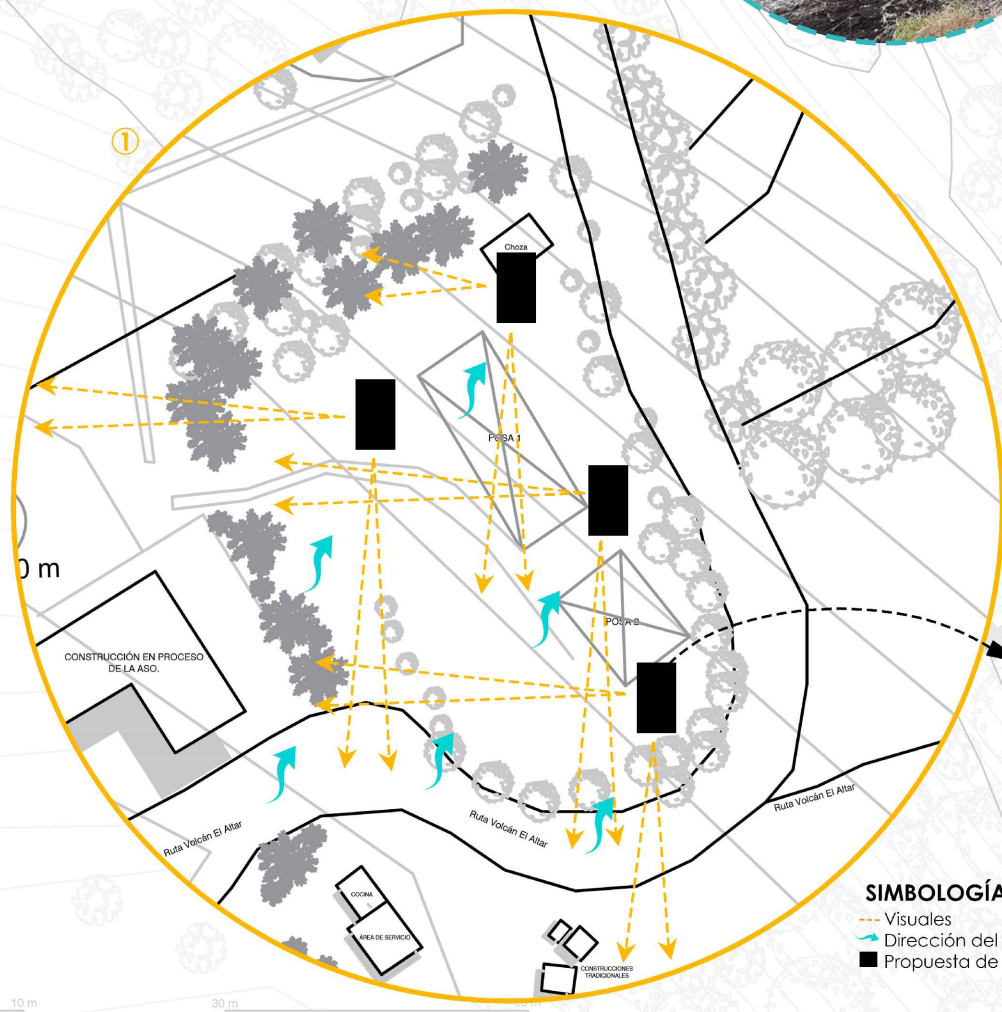 ①
Choza
POSA 1
0 m
POSA 2
CONSTRUCCIÓN EN PROCESO
DE LA ASO.
Ruta Volcán El Altar
Ruta Volcán El Altar
Ruta Volcán El Altar
COCINA
ÁREA DE SERVICIO
CONSTRUCCIONES
TRADICIONALES
SIMBOLOGÍA
Visuales
Dirección del
Propuesta de
10 m
30 m